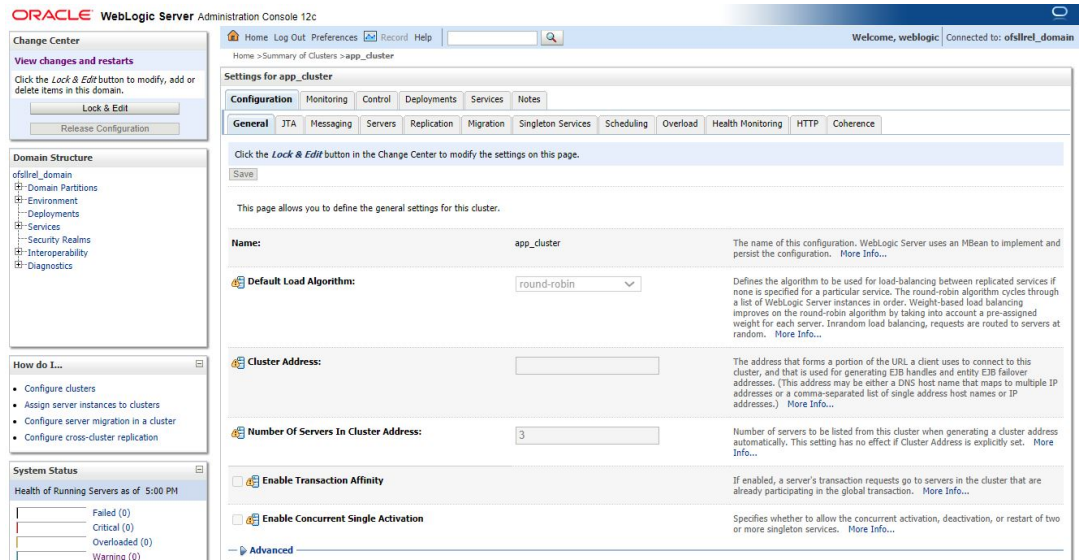 ORACLE WebLogic Server Administration Console 12c
Change Center
View changes and restarts
Click the Lock & Edit button to modify, add or
delete items in this domain.
Lock & Edit
Release Configuration
Domain Structure
ofsllrel_domain
Domain Partitions
Environment
Deployments
Services
Security Realms
Interoperability
Diagnostics
How do I...
Configure clusters
Assign server instances to clusters
Configure server migration in a cluster
Configure cross-cluster replication
System Status
Health of Running Servers as of 5:00 PM
Failed (0)
Critical (0)
Overloaded (0)
Warning (0)
Home Log Out Preferences Record Help
Welcome, weblogic Connected to: ofsllrel_domain
Home >Summary of Clusters >app_cluster
Settings for app_cluster
Configuration Monitoring Control Deployments Services Notes
General JTA Messaging Servers Replication Migration Singleton Services Scheduling Overload Health Monitoring HTTP Coherence
Click the Lock & Edit button in the Change Center to modify the settings on this page.
Save
This page allows you to define the general settings for this cluster.
Name: app_cluster
The name of this configuration. WebLogic Server uses an MBean to implement and
persist the configuration. More Info...
Default Load Algorithm: round-robin
Defines the algorithm to be used for load-balancing between replicated services if
none is specified for a particular service. The round-robin algorithm cycles through
a list of WebLogic Server instances in order. Weight-based load balancing
improves on the round-robin algorithm by taking into account a pre-assigned
weight for each server. Inrandom load balancing, requests are routed to servers at
random. More Info...
Cluster Address:
The address that forms a portion of the URL a client uses to connect to this
cluster, and that is used for generating EJB handles and entity EJB failover
addresses. (This address may be either a DNS host name that maps to multiple IP
addresses or a comma-separated list of single address host names or IP
addresses.) More Info...
Number Of Servers In Cluster Address: 3
Number of servers to be listed from this cluster when generating a cluster address
automatically. This setting has no effect if Cluster Address is explicitly set. More
Info...
Enable Transaction Affinity
If enabled, a server's transaction requests go to servers in the cluster that are
already participating in the global transaction. More Info...
Enable Concurrent Single Activation
Specifies whether to allow the concurrent activation, deactivation, or restart of two
or more singleton services. More Info...
Advanced